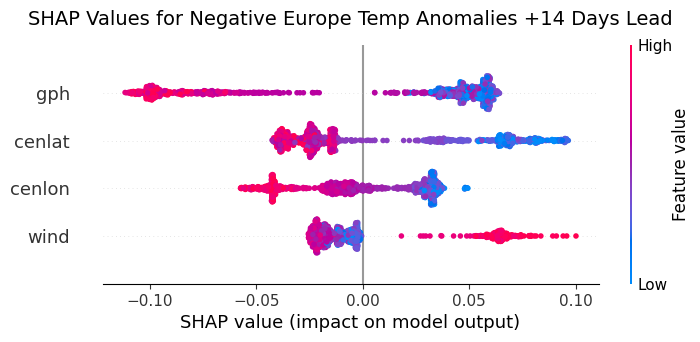 SHAP Values for Negative Europe Temp Anomalies +14 Days Lead
High
gph
cenlat
cenlon
wind
Feature value
Low
−0.10 −0.05 0.00 0.05 0.10
SHAP value (impact on model output)